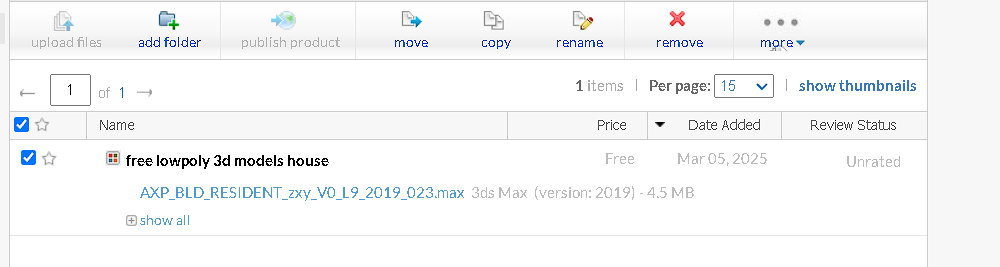 upload files add folder publish product move copy rename remove more
1 of 1 1 items | Per page: 15 | show thumbnails
Name Price Date Added Review Status
free lowpoly 3d models house Free Mar 05, 2025 Unrated
AXP_BLD_RESIDENT_zxy_V0_L9_2019_023.max 3ds Max (version: 2019) - 4.5 MB
show all